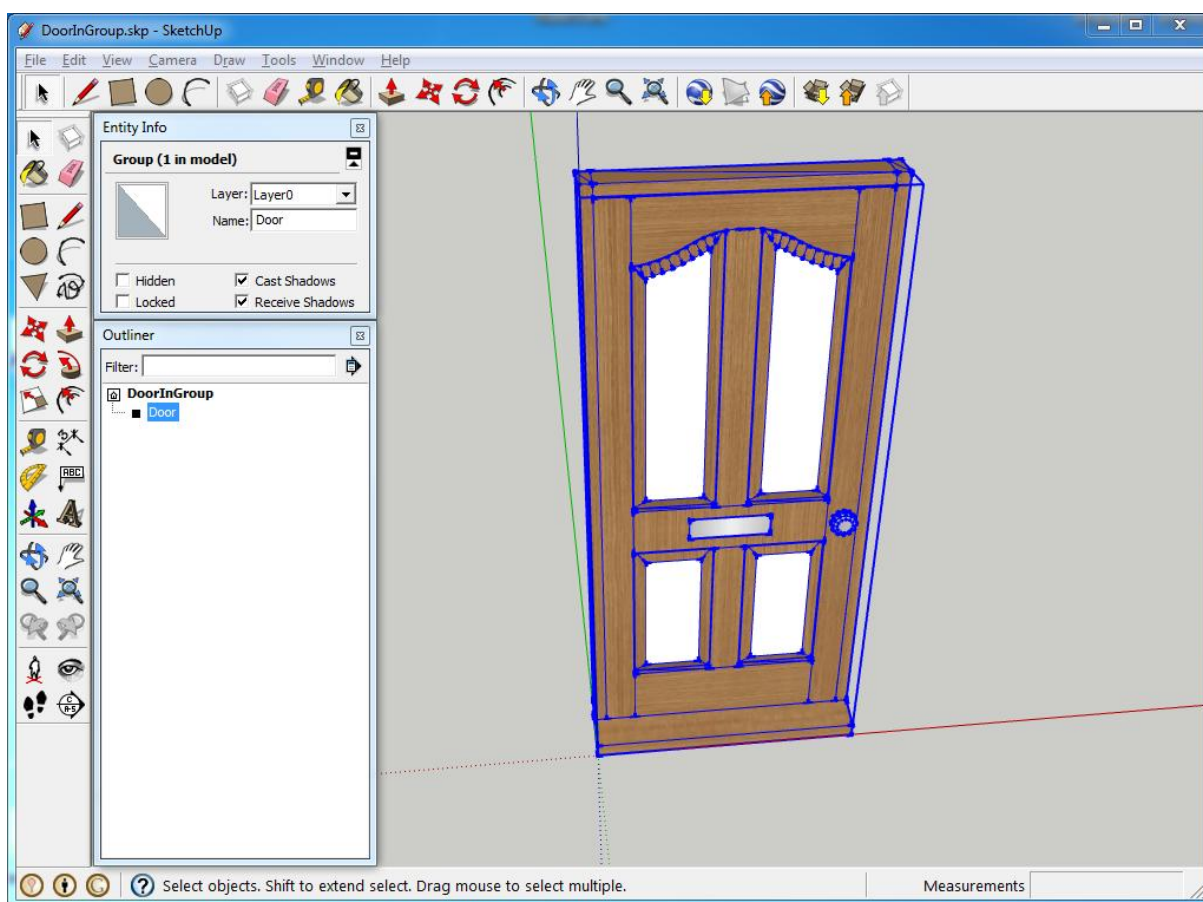 DoorInGroup.skp - SketchUp
File Edit View Camera Draw Tools Window Help
Entity Info
Group (1 in model)
Layer: Layer0
Name: Door
Hidden
Cast Shadows
Locked
Receive Shadows
Outliner
Filter:
DoorInGroup
Door
ABC
A
C
A-5
Select objects. Shift to extend select. Drag mouse to select multiple.
Measurements